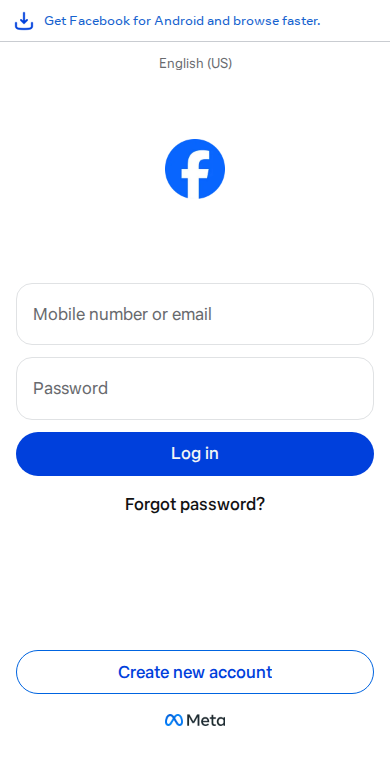 Get Facebook for Android and browse faster.
English (US)
Mobile number or email
Password
Log in
Forgot password?
Create new account
Meta